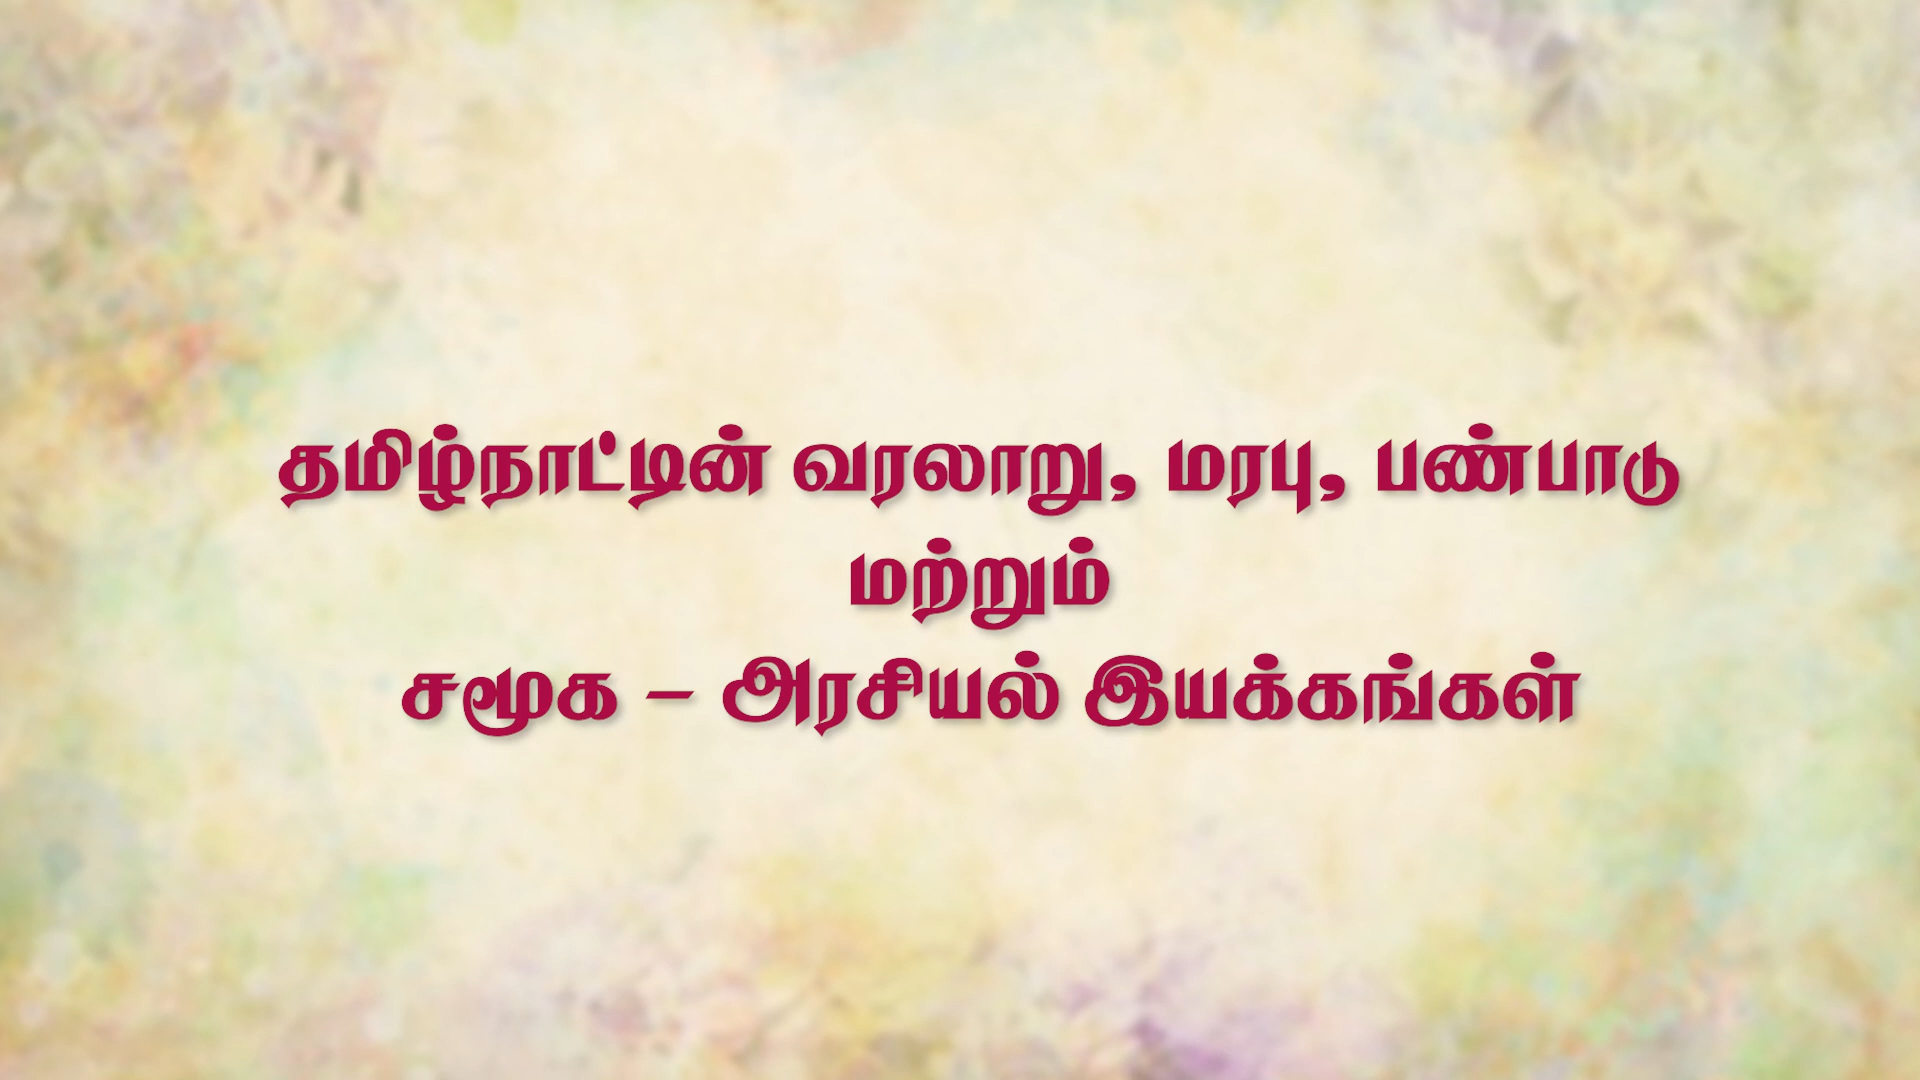 தமிழ்நாட்டின் வரலாறு, மரபு, பண்பாடு
மற்றும்
சமூக – அரசியல் இயக்கங்கள்